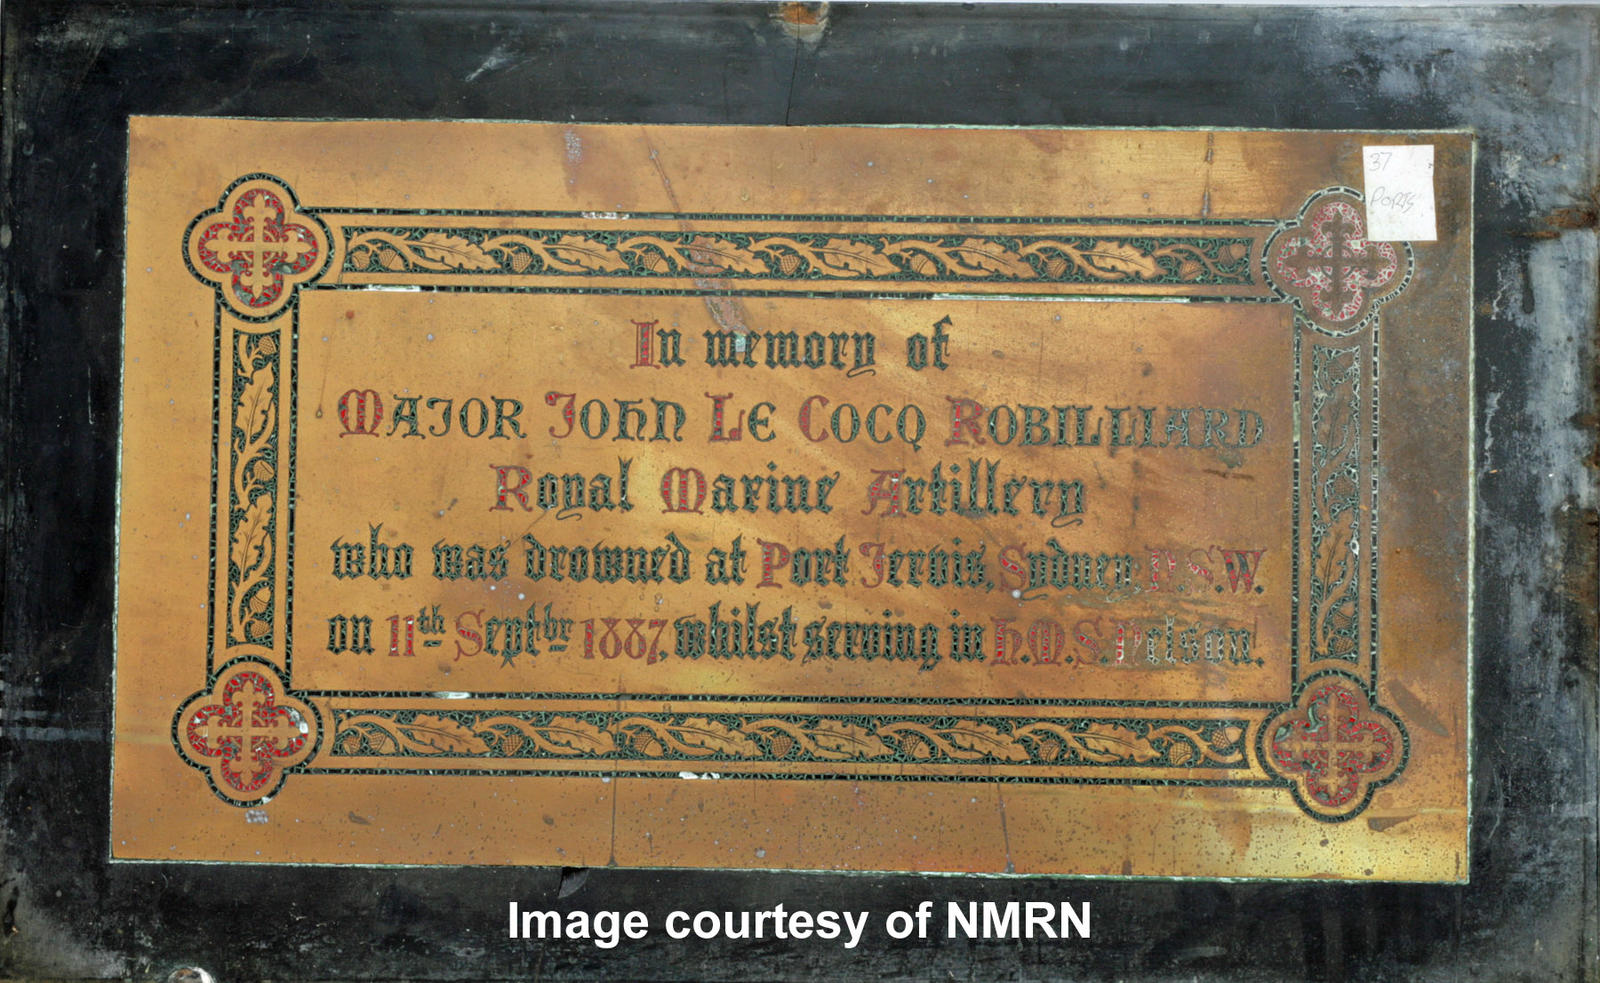 37
PORTS
In memory of
Major John Le Cocq Robilliard
Royal Marine Artillery
who was drowned at Port Jervis, Sydney, N.S.W.
on 11th Septbr 1887, whilst serving in H.M.S. Nelson.
Image courtesy of NMRN